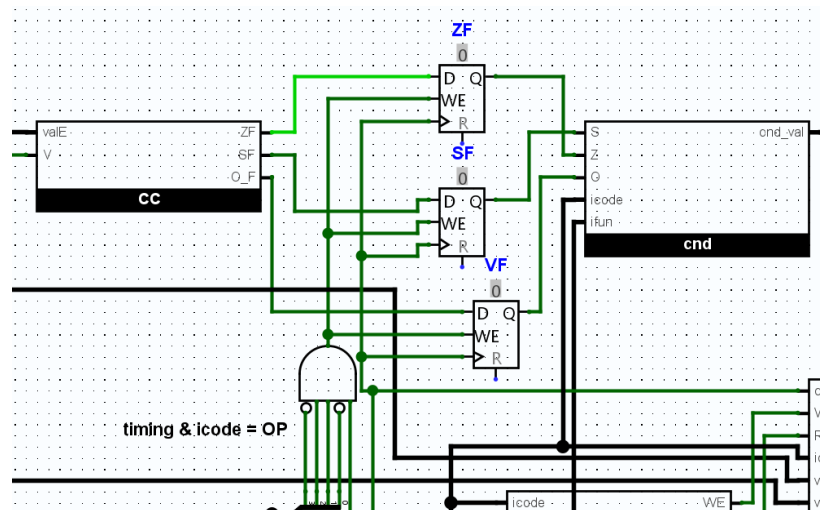 ZF
0
D Q
WE
R
valE ZF
V SF
O_F
CC
S cnd_val
Z
O
icode
ifun
cnd
SF
0
D Q
WE
R
VF
0
D Q
WE
R
timing & icode = OP
icode WE